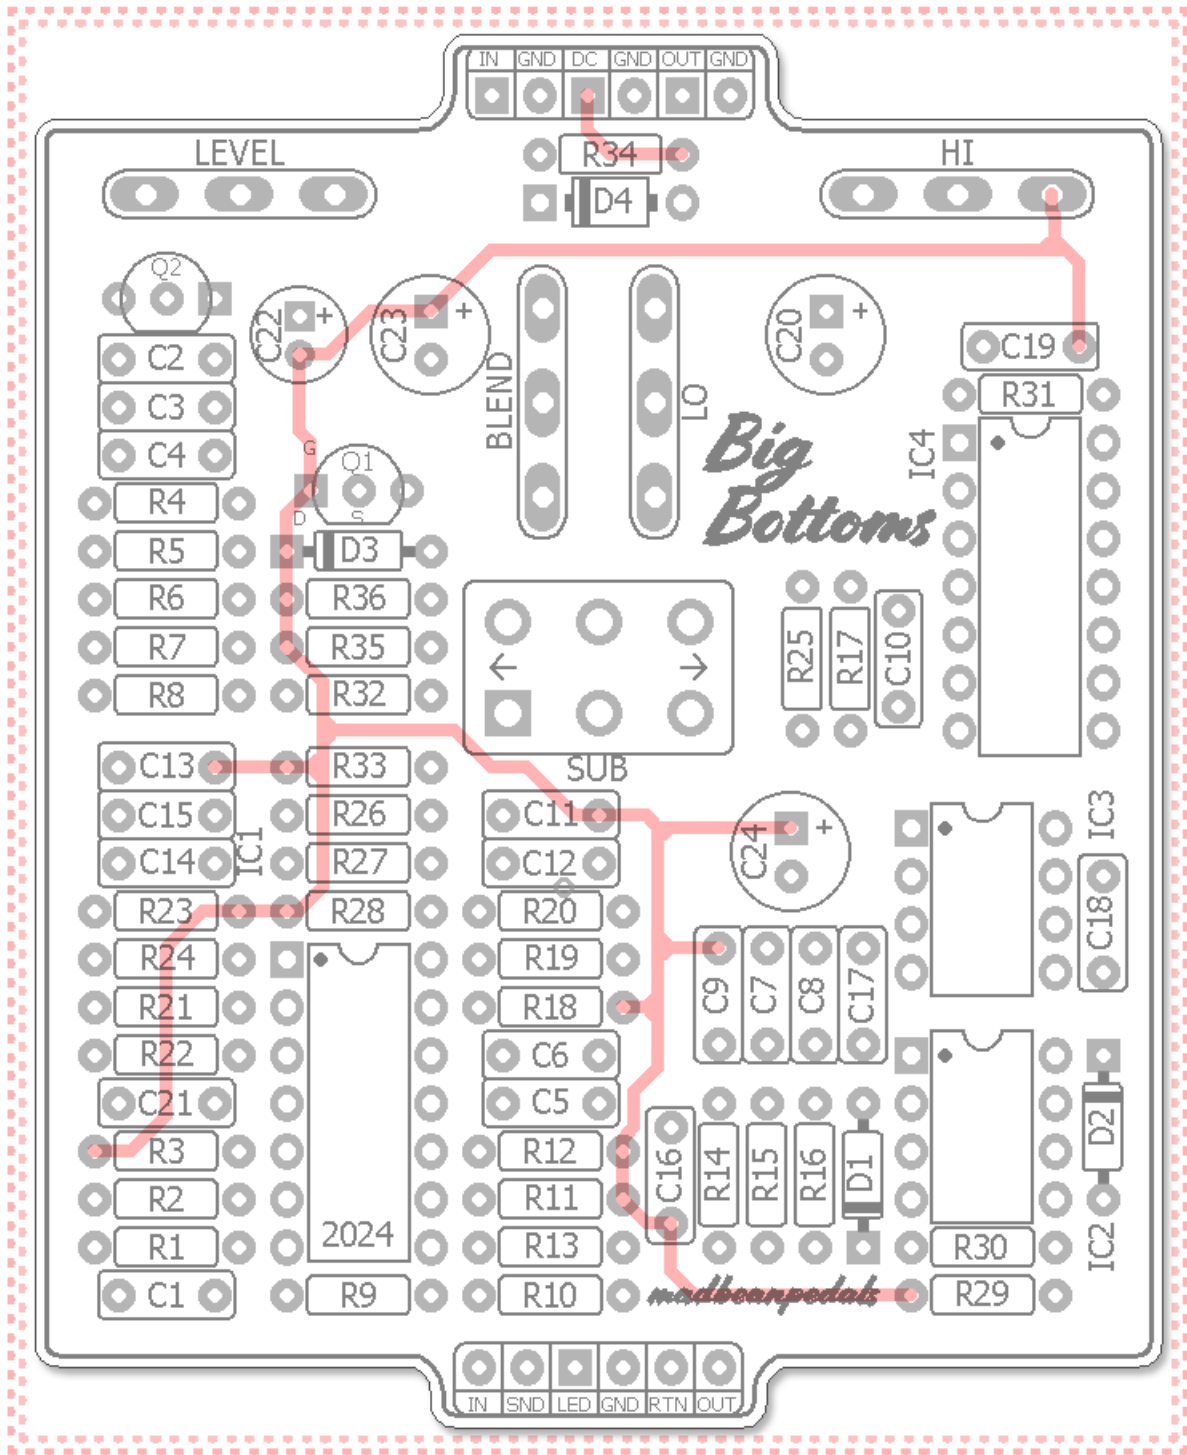 IN GND DC GND OUT GND
LEVEL
R34
HI
D4
Q2
C22
+
C23
+
C20
+
C2
C19
BLEND
LO
R31
C3
Big
Bottoms
IC4
C4
G
Q1
D S
R4
R5
D3
R6
R36
R7
R35
← →
R25
R17
C10
R8
R32
SUB
C13
R33
C15
R26
C11
C24
+
IC3
IC1
C14
R27
C12
R23
R28
R20
C18
R24
R19
C9
C7
C8
C17
R21
R18
R22
C6
C21
C5
D2
R3
R12
C16
R14
R15
R16
D1
R2
R11
2024
R1
R13
R30
IC2
C1
R9
R10
madbeanpedals
R29
IN SND LED GND RTN OUT